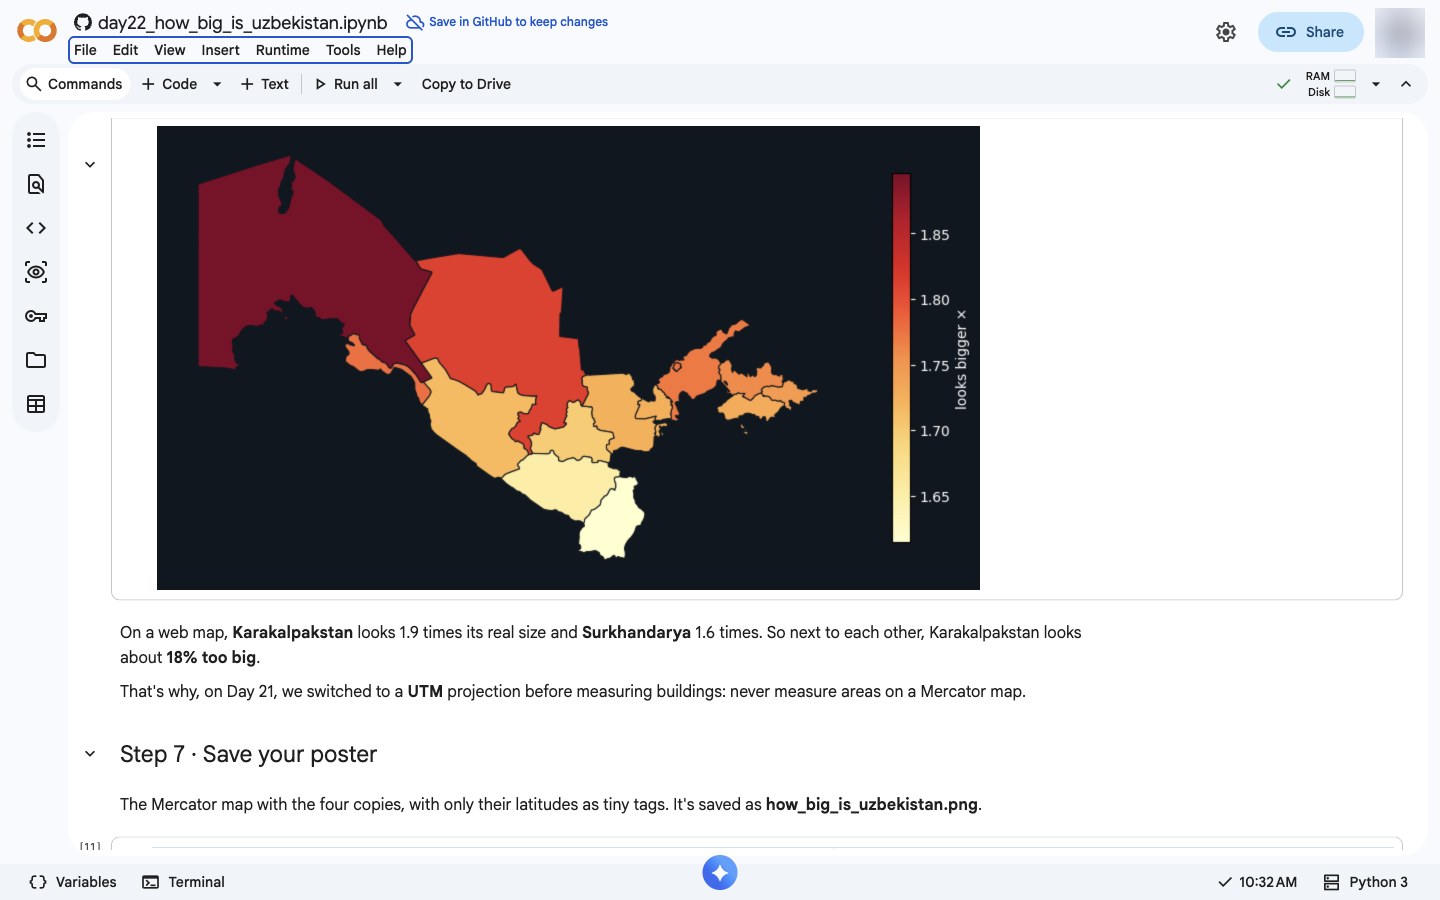 day22_how_big_is_uzbekistan.ipynb
Save in GitHub to keep changes
File Edit View Insert Runtime Tools Help
Share
Commands + Code + Text Run all Copy to Drive
RAM
Disk
1.85
1.80
1.75
1.70
1.65
looks bigger ×
On a web map, Karakalpakstan looks 1.9 times its real size and Surkhandarya 1.6 times. So next to each other, Karakalpakstan looks
about 18% too big.
That's why, on Day 21, we switched to a UTM projection before measuring buildings: never measure areas on a Mercator map.
Step 7 · Save your poster
The Mercator map with the four copies, with only their latitudes as tiny tags. It's saved as how_big_is_uzbekistan.png.
[11]
Variables Terminal
10:32 AM Python 3